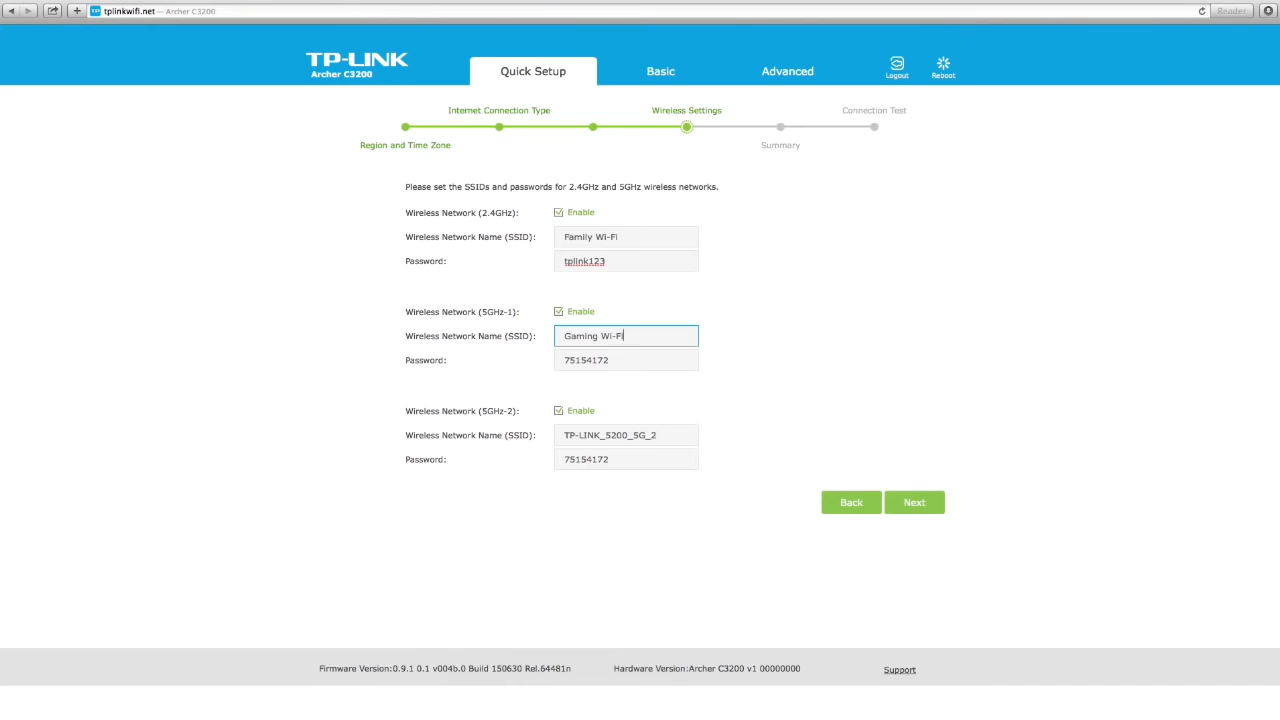 tplinkwifi.net — Archer C3200
Reader
TP-LINK
Archer C3200
Quick Setup
Basic
Advanced
Logout
Reboot
Internet Connection Type
Wireless Settings
Connection Test
Region and Time Zone
Summary
Please set the SSIDs and passwords for 2.4GHz and 5GHz wireless networks.
Wireless Network (2.4GHz): Enable
Wireless Network Name (SSID): Family Wi-Fi
Password: tplink123
Wireless Network (5GHz-1): Enable
Wireless Network Name (SSID): Gaming Wi-Fi
Password: 75154172
Wireless Network (5GHz-2): Enable
Wireless Network Name (SSID): TP-LINK_5200_5G_2
Password: 75154172
Back
Next
Firmware Version:0.9.1 0.1 v004b.0 Build 150630 Rel.64481n
Hardware Version:Archer C3200 v1 00000000
Support